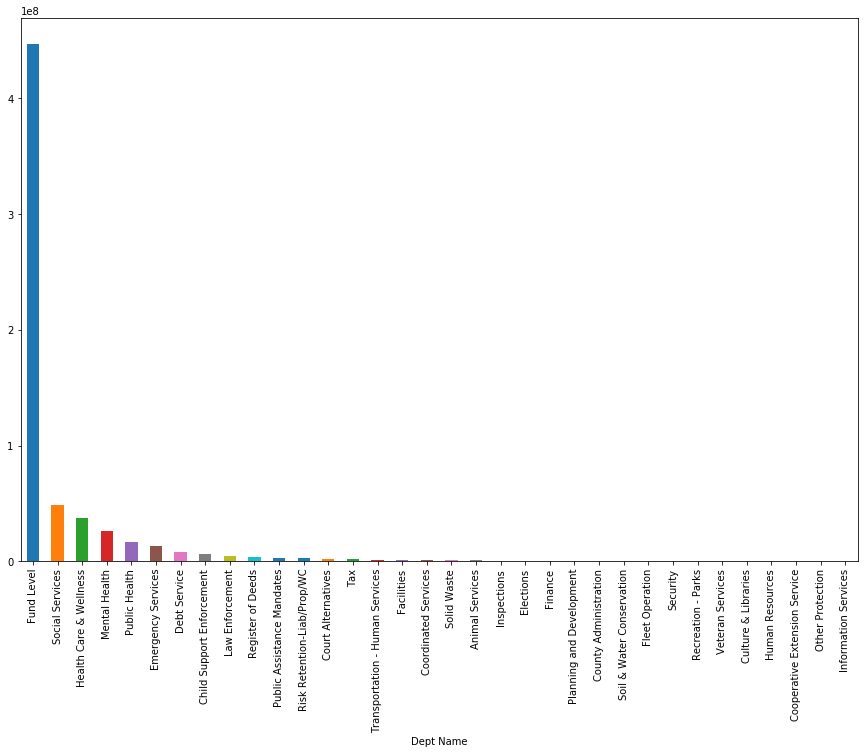 1e8
4
3
2
1
0
Fund Level
Social Services
Health Care & Wellness
Mental Health
Public Health
Emergency Services
Debt Service
Child Support Enforcement
Law Enforcement
Register of Deeds
Public Assistance Mandates
Risk Retention-Liab/Prop/WC
Court Alternatives
Tax
Transportation - Human Services
Facilities
Coordinated Services
Solid Waste
Animal Services
Inspections
Elections
Finance
Planning and Development
County Administration
Soil & Water Conservation
Fleet Operation
Security
Recreation - Parks
Veteran Services
Culture & Libraries
Human Resources
Cooperative Extension Service
Other Protection
Information Services
Dept Name